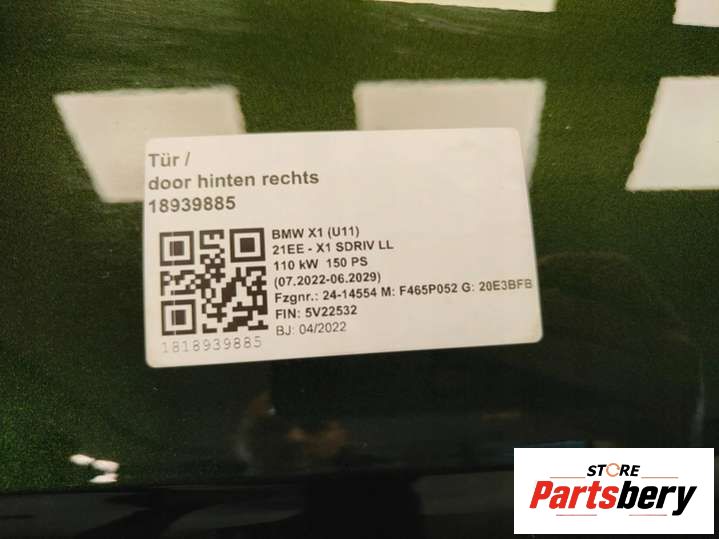 Tür /
door hinten rechts
18939885
BMW X1 (U11)
21EE - X1 SDRIV LL
110 kW 150 PS
(07.2022-06.2029)
Fzgnr.: 24-14554 M: F465P052 G: 20E3BFB
FIN: 5V22532
BJ: 04/2022
1818939885
STORE
Partsbery